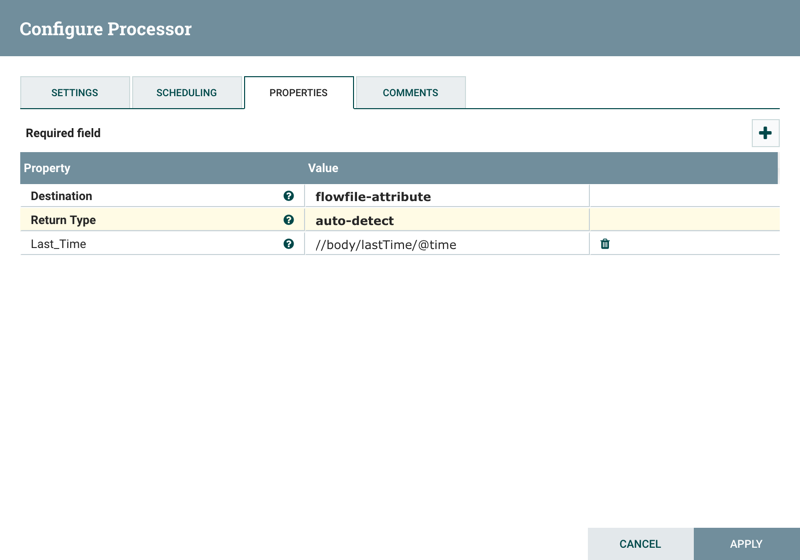 Configure Processor
SETTINGS SCHEDULING PROPERTIES COMMENTS
Required field
Property Value
Destination flowfile-attribute
Return Type auto-detect
Last_Time //body/lastTime/@time
CANCEL APPLY